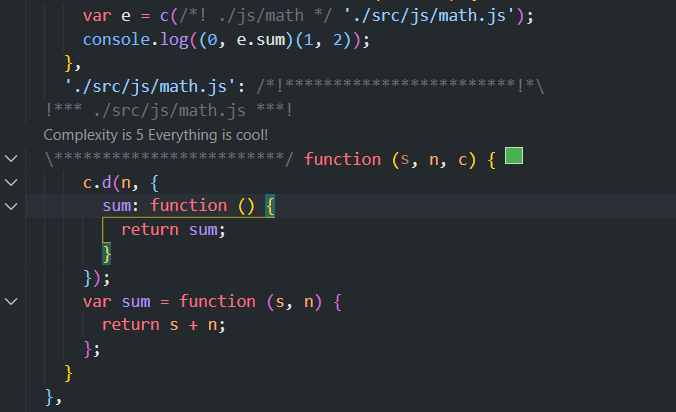 var e = c(/*! ./js/math */ './src/js/math.js');
console.log((0, e.sum)(1, 2));
},
'./src/js/math.js': /*!************************!*\
!*** ./src/js/math.js ***!
Complexity is 5 Everything is cool!
\************************/ function (s, n, c) {
c.d(n, {
sum: function () {
return sum;
}
});
var sum = function (s, n) {
return s + n;
};
}
},